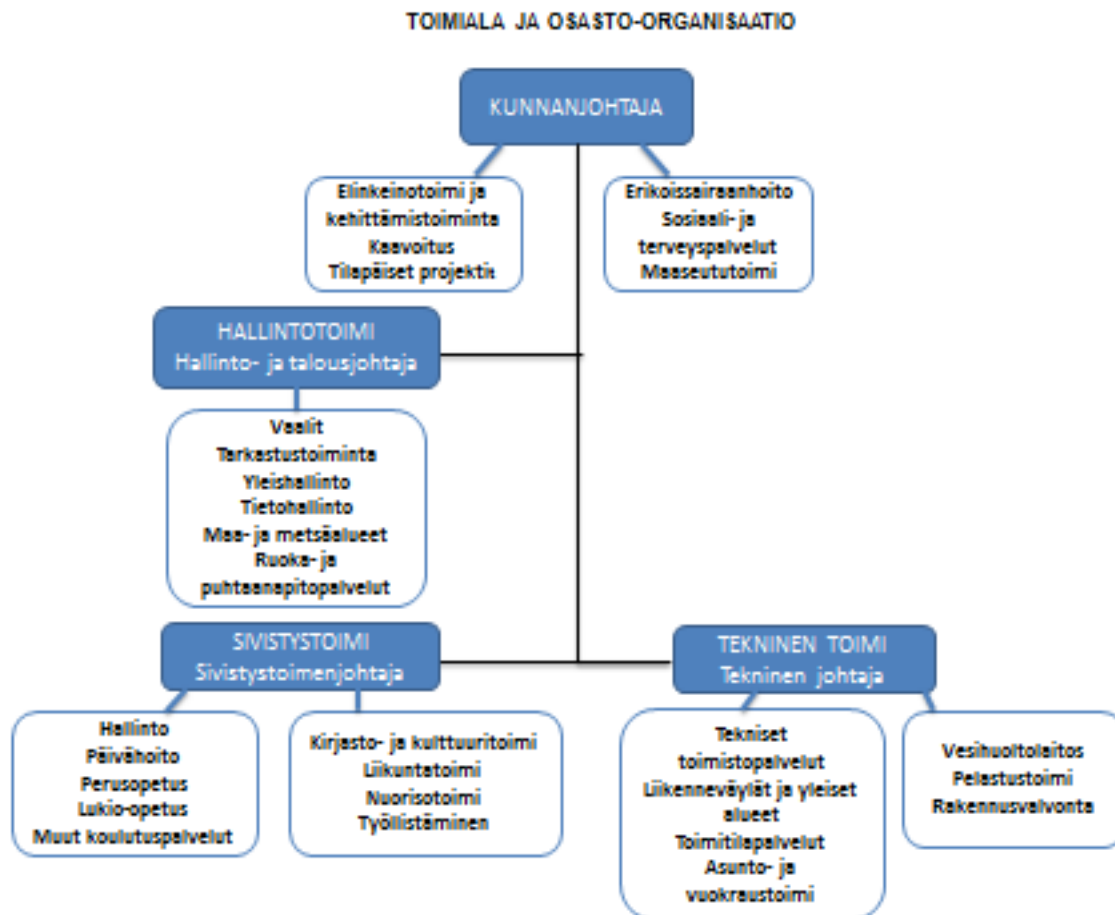 TOIMIALA JA OSASTO-ORGANISAATIO
KUNNANJOHTAJA
Elinkeinotoimi ja
kehittämistoiminta
Kaavoitus
Tilapäiset projektit
Erikoissairaanhoito
Sosiaali- ja
terveyspalvelut
Maaseututoimi
HALLINTOTOIMI
Hallinto- ja talousjohtaja
Vaalit
Tarkastustoiminta
Yleishallinto
Tietohallinto
Maa- ja metsäalueet
Ruoka- ja
puhtaanapitopalvelut
SIVISTYSTOIMI
Sivistystoimenjohtaja
Hallinto
Päivähoito
Perusopetus
Lukio-opetus
Muut koulutuspalvelut
Kirjasto- ja kulttuuritoimi
Liikuntatoimi
Nuorisotoimi
Työllistäminen
TEKNINEN TOIMI
Tekninen johtaja
Tekniset
toimistopalvelut
Liikenneväylät ja yleiset
alueet
Toimitilapalvelut
Asunto- ja
vuokraustoimi
Vesihuoltolaitos
Pelastustoimi
Rakennusvalvonta